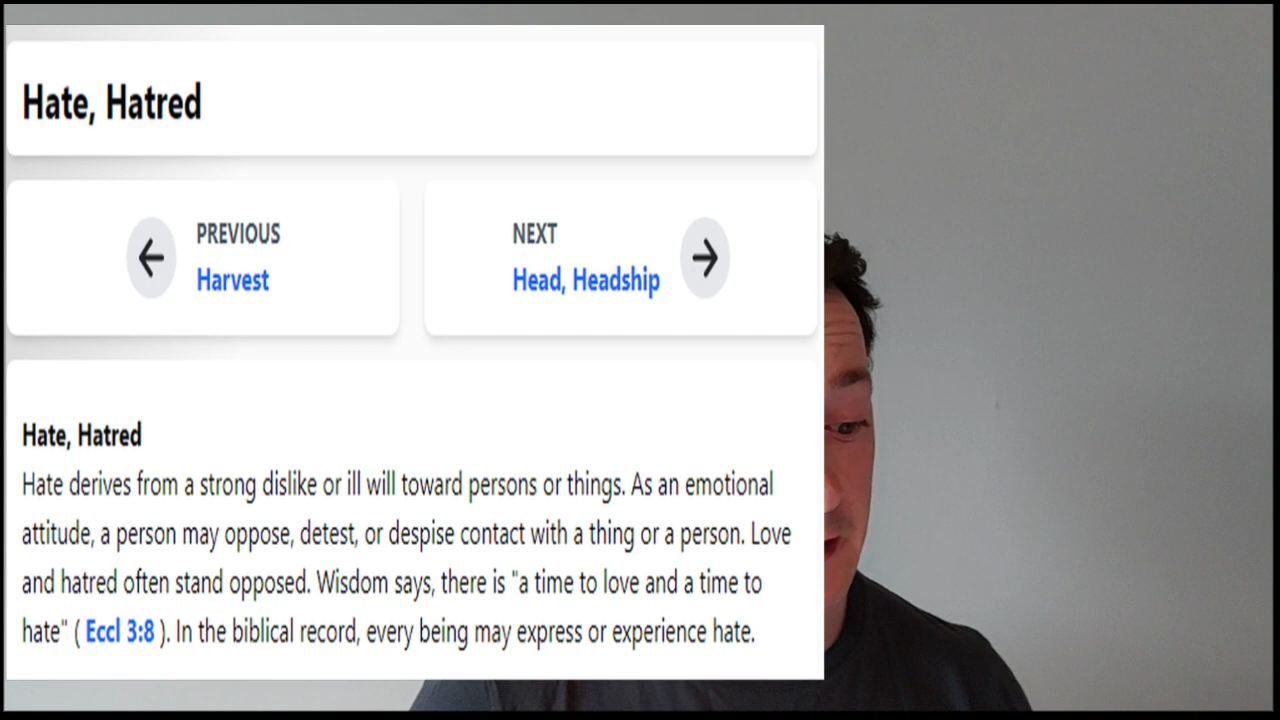 Hate, Hatred
PREVIOUS
Harvest
NEXT
Head, Headship
Hate, Hatred
Hate derives from a strong dislike or ill will toward persons or things. As an emotional
attitude, a person may oppose, detest, or despise contact with a thing or a person. Love
and hatred often stand opposed. Wisdom says, there is "a time to love and a time to
hate" ( Eccl 3:8 ). In the biblical record, every being may express or experience hate.